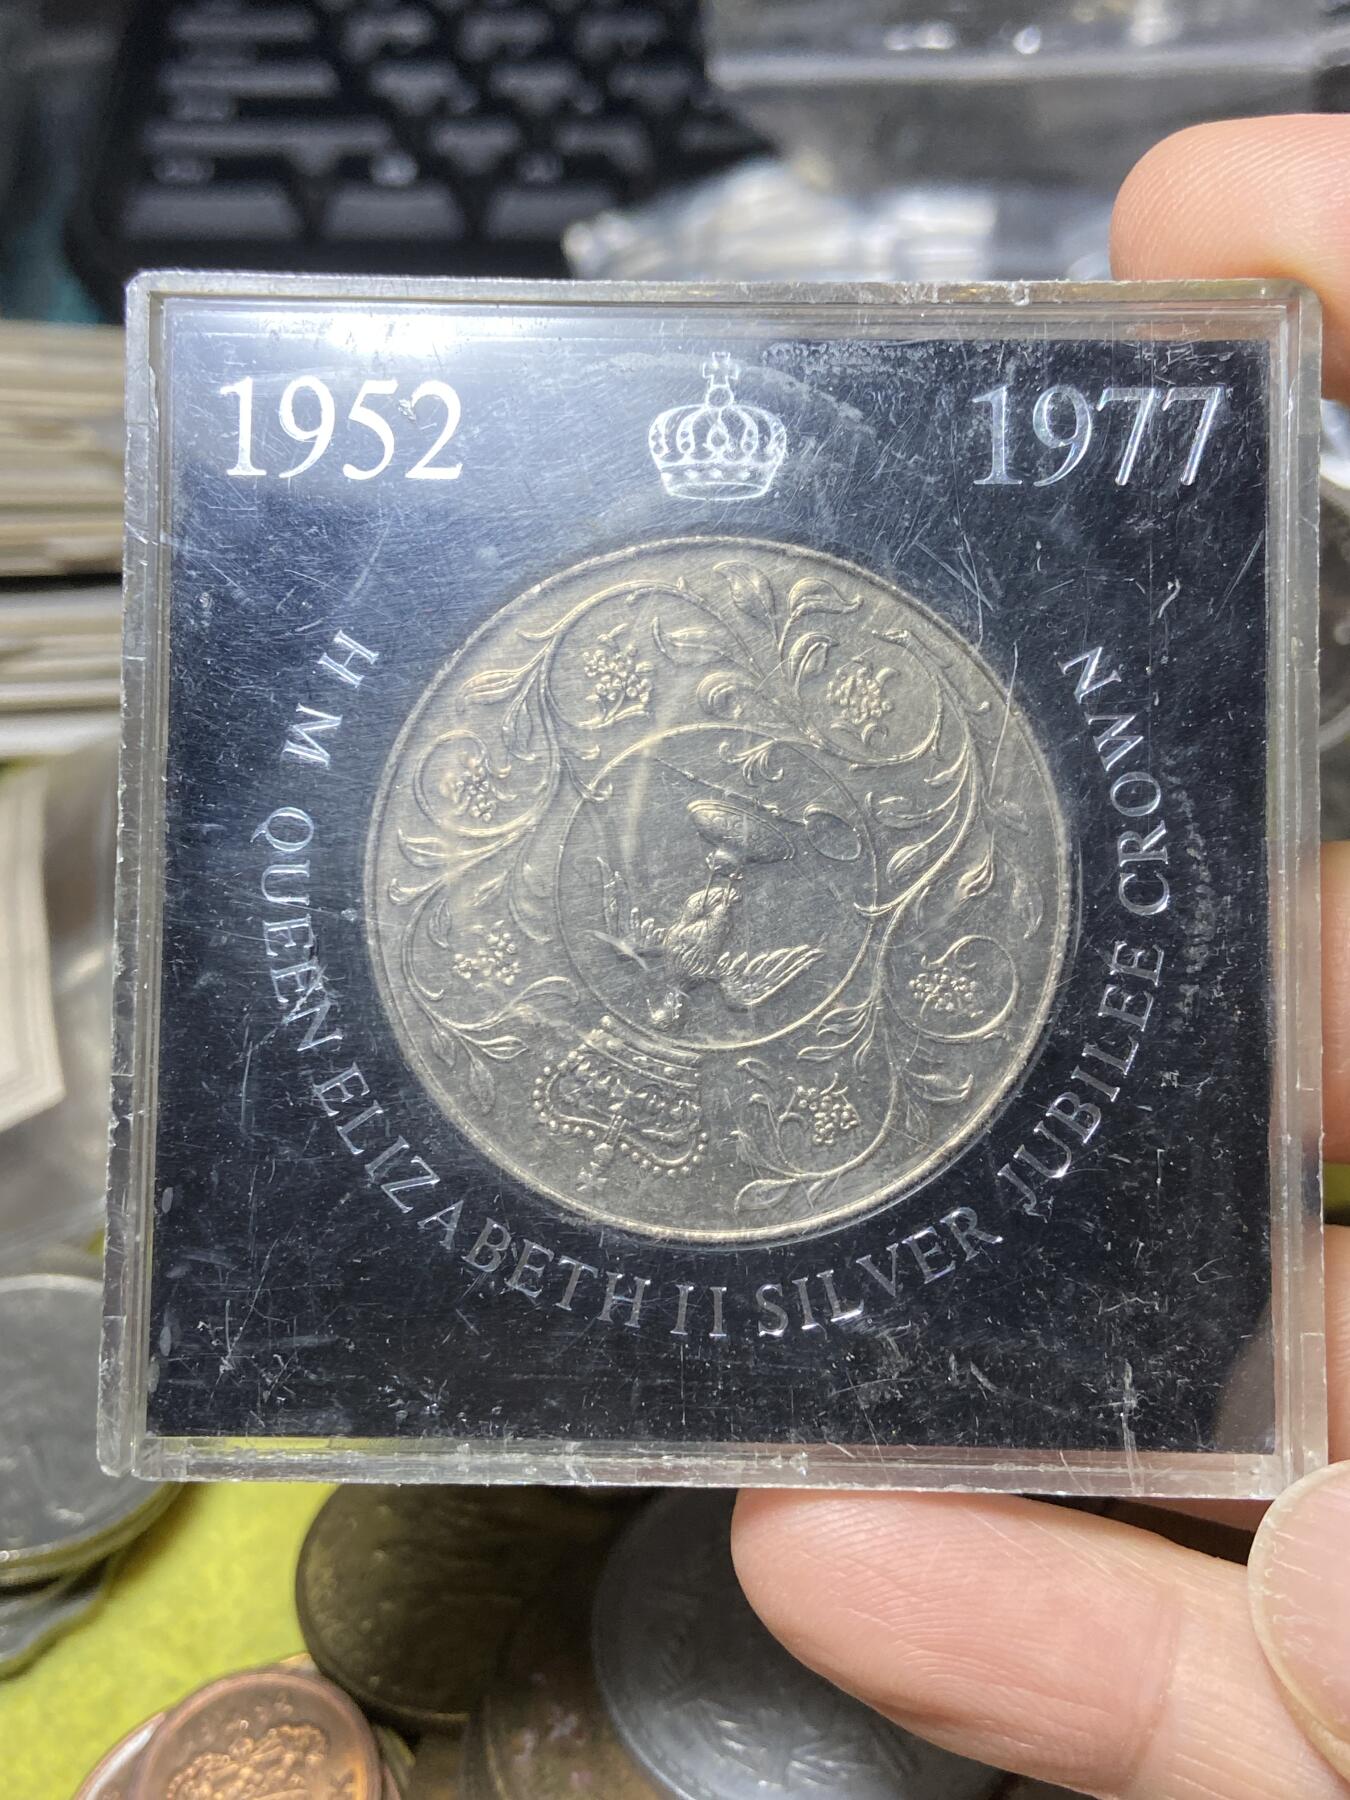 1952 1977
H M QUEEN ELIZABETH II SILVER JUBILEE CROWN